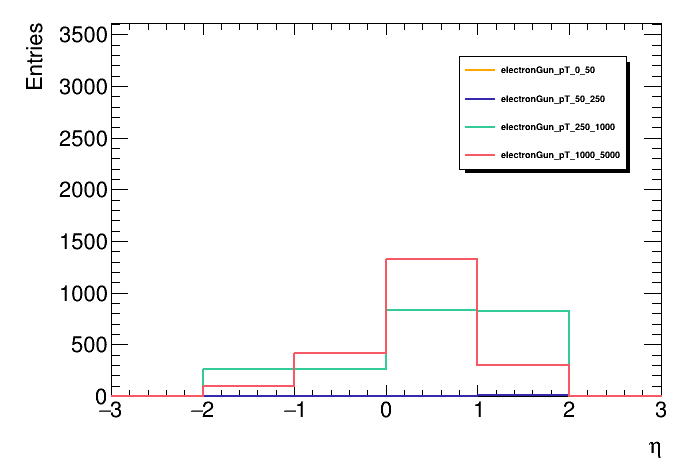 Entries
3500
3000
2500
2000
1500
1000
500
0
electronGun_pT_0_50
electronGun_pT_50_250
electronGun_pT_250_1000
electronGun_pT_1000_5000
−3 −2 −1 0 1 2 3
η